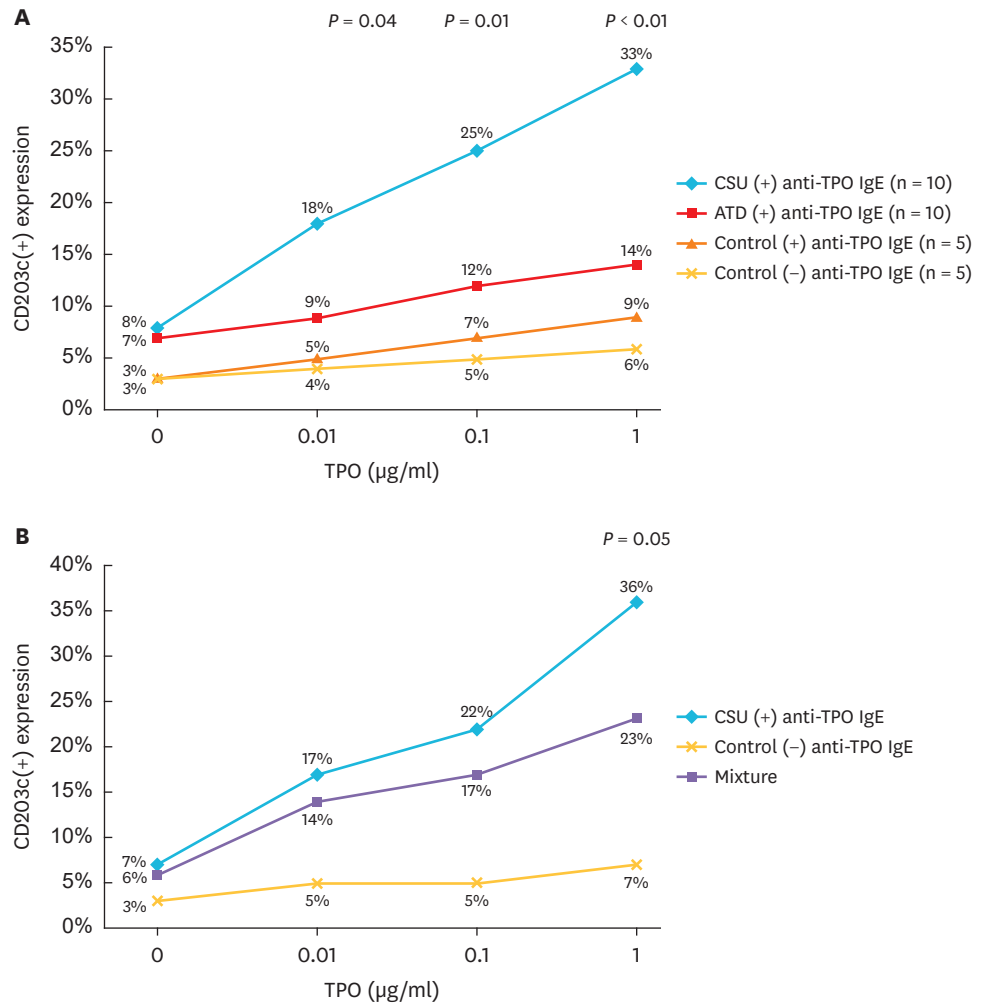 A
P = 0.04 P = 0.01 P < 0.01
35%
30%
25%
20%
15%
10%
5%
0%
CD203c(+) expression
33%
25%
18%
14%
12%
9%
9%
8%
7%
7%
5%
3%
3%
4%
5%
6%
0 0.01 0.1 1
TPO (µg/ml)
CSU (+) anti-TPO IgE (n = 10)
ATD (+) anti-TPO IgE (n = 10)
Control (+) anti-TPO IgE (n = 5)
Control (−) anti-TPO IgE (n = 5)
B
P = 0.05
40%
35%
30%
25%
20%
15%
10%
5%
0%
CD203c(+) expression
36%
22%
23%
17%
17%
14%
7%
6%
3%
5%
5%
7%
0 0.01 0.1 1
TPO (µg/ml)
CSU (+) anti-TPO IgE
Control (−) anti-TPO IgE
Mixture